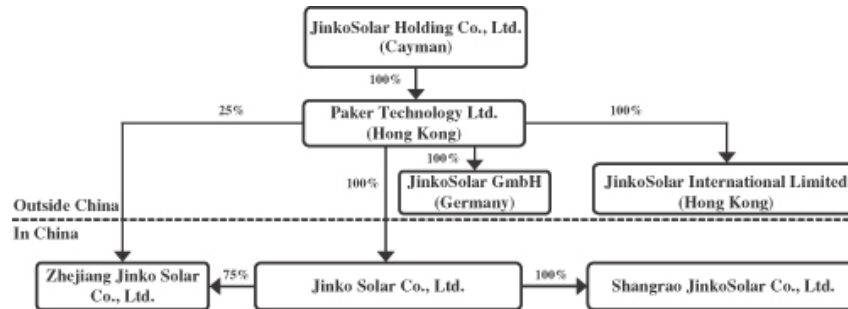 JinkoSolar Holding Co., Ltd.
(Cayman)
100%
25%
Paker Technology Ltd.
(Hong Kong)
100%
100%
100%
JinkoSolar GmbH
(Germany)
JinkoSolar International Limited
(Hong Kong)
Outside China
In China
Zhejiang Jinko Solar
Co., Ltd.
75%
Jinko Solar Co., Ltd.
100%
Shangrao JinkoSolar Co., Ltd.